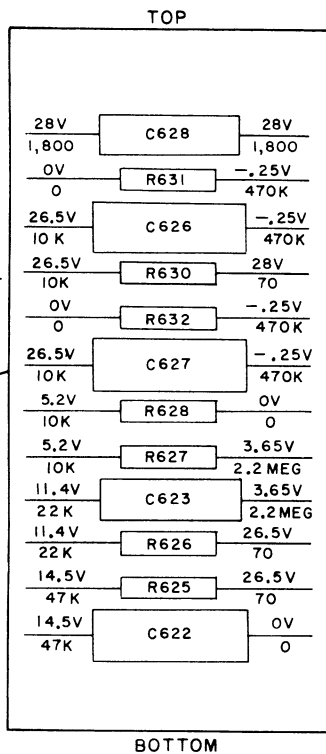 TOP
28V C628 28V
1,800 1,800
0V R631 -.25V
0 470K
26.5V C626 -.25V
10 K 470K
26.5V R630 28V
10K 70
0V R632 -.25V
0 470K
26.5V C627 -.25V
10K 470K
5.2V R628 0V
10K 0
5.2V R627 3.65V
10K 2.2 MEG
11.4V C623 3.65V
22 K 2.2 MEG
11.4V R626 26.5V
22 K 70
14.5V R625 26.5V
47K 70
14.5V C622 0V
47K 0
BOTTOM